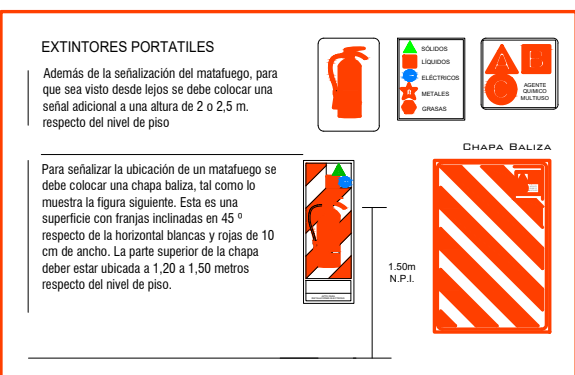 EXTINTORES PORTATILES
Además de la señalización del matafuego, para
que sea visto desde lejos se debe colocar una
señal adicional a una altura de 2 o 2,5 m.
respecto del nivel de piso
SÓLIDOS
LÍQUIDOS
ELÉCTRICOS
METALES
GRASAS
A B
C
AGENTE
QUIMICO
MULTIUSO
CHAPA BALIZA
Para señalizar la ubicación de un matafuego se
debe colocar una chapa baliza, tal como lo
muestra la figura siguiente. Esta es una
superficie con franjas inclinadas en 45 º
respecto de la horizontal blancas y rojas de 10
cm de ancho. La parte superior de la chapa
deber estar ubicada a 1,20 a 1,50 metros
respecto del nivel de piso.
1.50m
N.P.I.